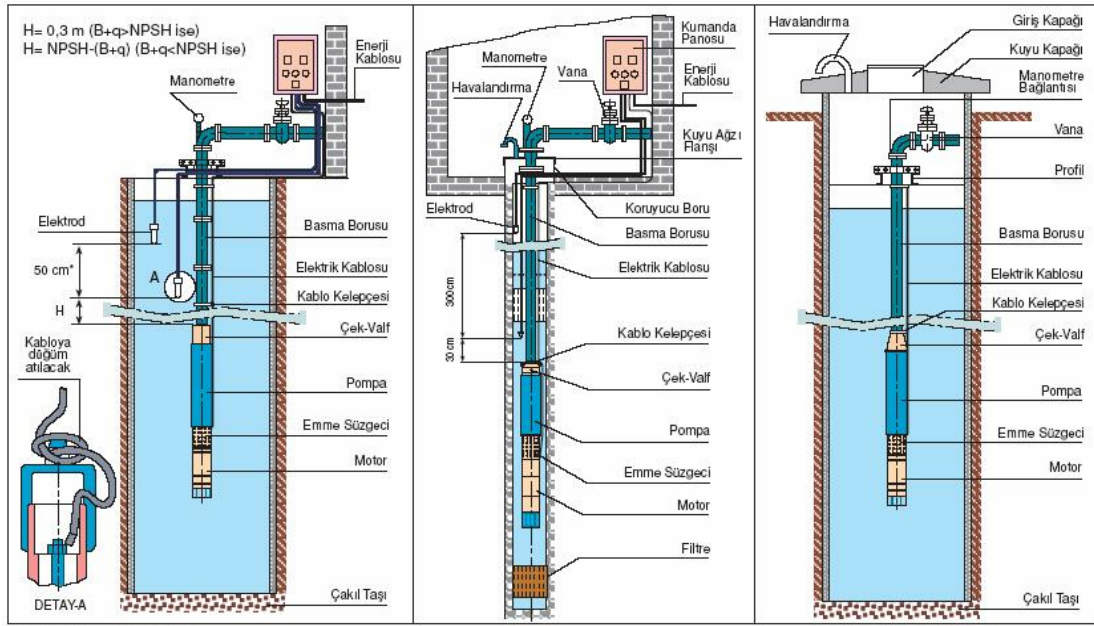 H= 0,3 m (B+q>NPSH ise)
H= NPSH-(B+q) (B+q<NPSH ise)
Enerji
Kablosu
Manometre
Elektrod
50 cm*
A
H
Kabloya
düğüm
atılacak
DETAY-A
Basma Borusu
Elektrik Kablosu
Kablo Kelepçesi
Çek-Valf
Pompa
Emme Süzgeci
Motor
Çakıl Taşı
Kumanda
Panosu
Manometre
Vana
Havalandırma
Enerji
Kablosu
Kuyu Ağzı
Flanşı
Elektrod
Koruyucu Boru
Basma Borusu
Elektrik Kablosu
300 cm
30 cm
Kablo Kelepçesi
Çek-Valf
Pompa
Emme Süzgeci
Motor
Filtre
Havalandırma
Giriş Kapağı
Kuyu Kapağı
Manometre
Bağlantısı
Vana
Profil
Basma Borusu
Elektrik Kablosu
Kablo Kelepçesi
Çek-Valf
Pompa
Emme Süzgeci
Motor
Çakıl Taşı